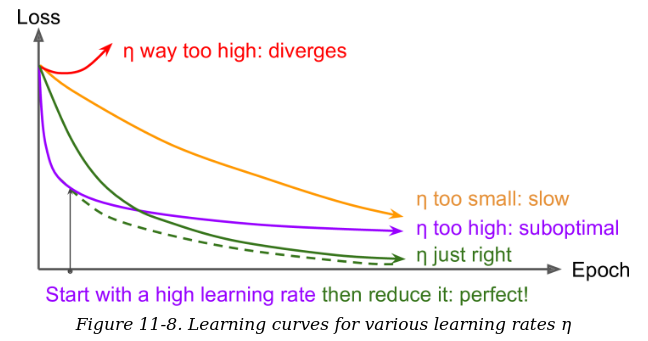 Loss
η way too high: diverges
η too small: slow
η too high: suboptimal
η just right
Epoch
Start with a high learning rate then reduce it: perfect!
Figure 11-8. Learning curves for various learning rates η